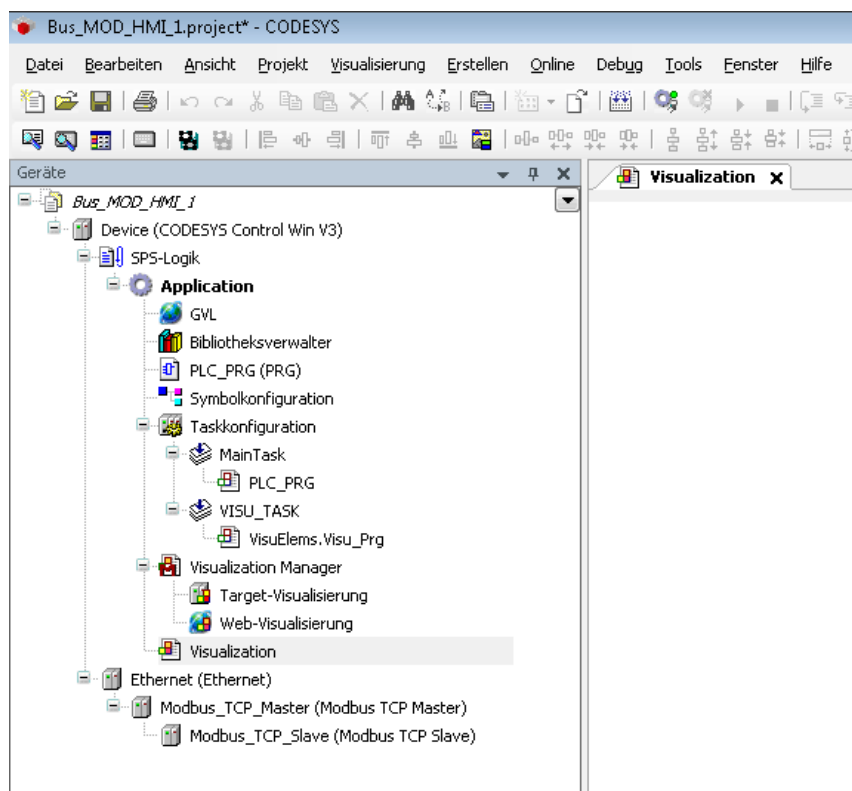 Bus_MOD_HMI_1.project* - CODESYS
Datei Bearbeiten Ansicht Projekt Visualisierung Erstellen Online Debug Tools Fenster Hilfe
Geräte
Visualization
Bus_MOD_HMI_1
Device (CODESYS Control Win V3)
SPS-Logik
Application
GVL
Bibliotheksverwalter
PLC_PRG (PRG)
Symbolkonfiguration
Taskkonfiguration
MainTask
PLC_PRG
VISU_TASK
VisuElems.Visu_Prg
Visualization Manager
Target-Visualisierung
Web-Visualisierung
Visualization
Ethernet (Ethernet)
Modbus_TCP_Master (Modbus TCP Master)
Modbus_TCP_Slave (Modbus TCP Slave)